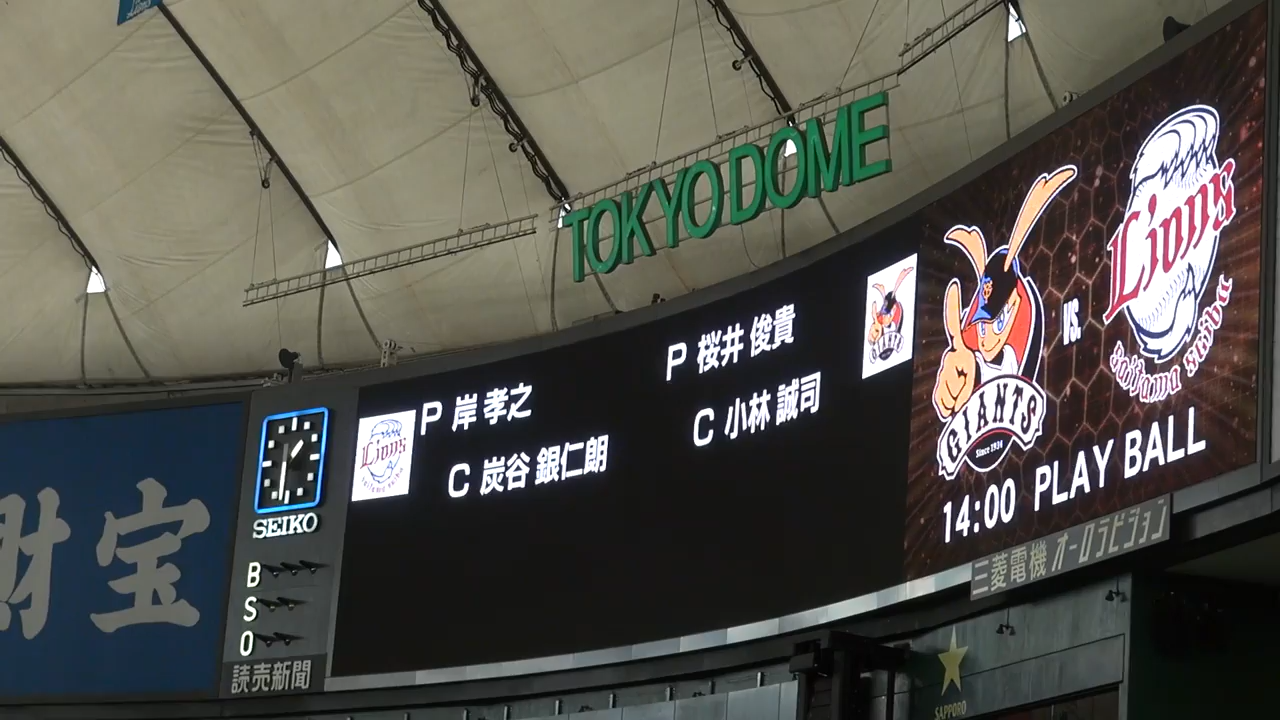 TOKYO DOME
Lions
P 岸 孝之
C 炭谷 銀仁朗
P 桜井 俊貴
C 小林 誠司
GIANTS
GIANTS
Since 1934
VS.
Lions
saitama seibu
14:00 PLAY BALL
三菱電機 オーロラビジョン
財宝
SEIKO
B
S
O
読売新聞
SAPPORO